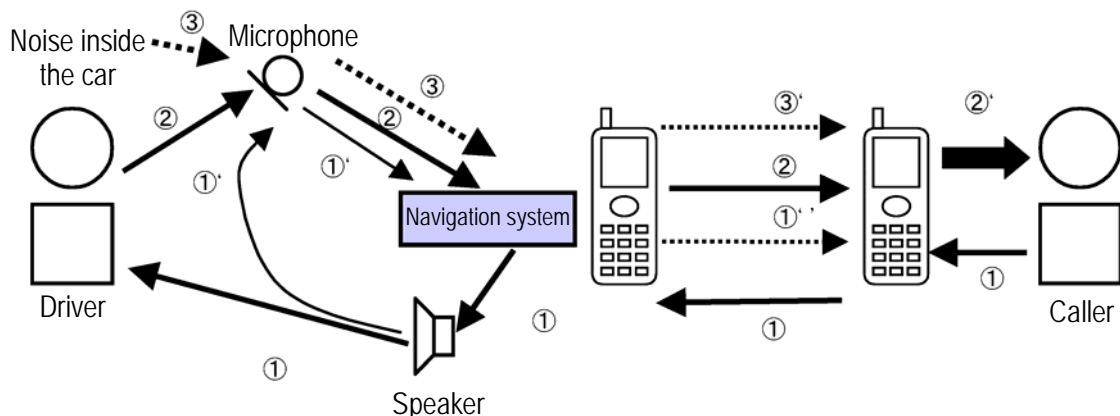 ③
Noise inside
the car
Microphone
③
②
②
①‘
①‘
Navigation system
①
①
Driver
Speaker
③‘
②‘
②
①‘’
①
①
Caller